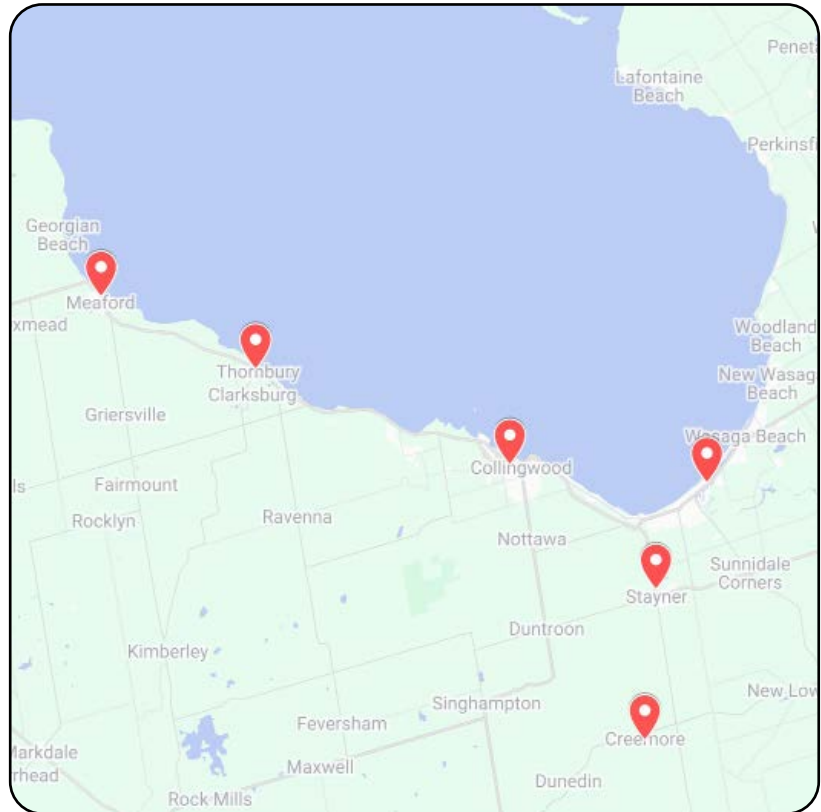 Penet
Lafontaine
Beach
Perkinsfi
Georgian
Beach
Meaford
xmead
Woodland
Beach
Thornbury
Clarksburg
New Wasag
Beach
Griersville
Wasaga Beach
Collingwood
ls
Fairmount
Rocklyn
Ravenna
Nottawa
Sunnidale
Corners
Stayner
Duntroon
Kimberley
New Low
Singhampton
Feversham
Creemore
Markdale
rhead
Maxwell
Dunedin
Rock Mills